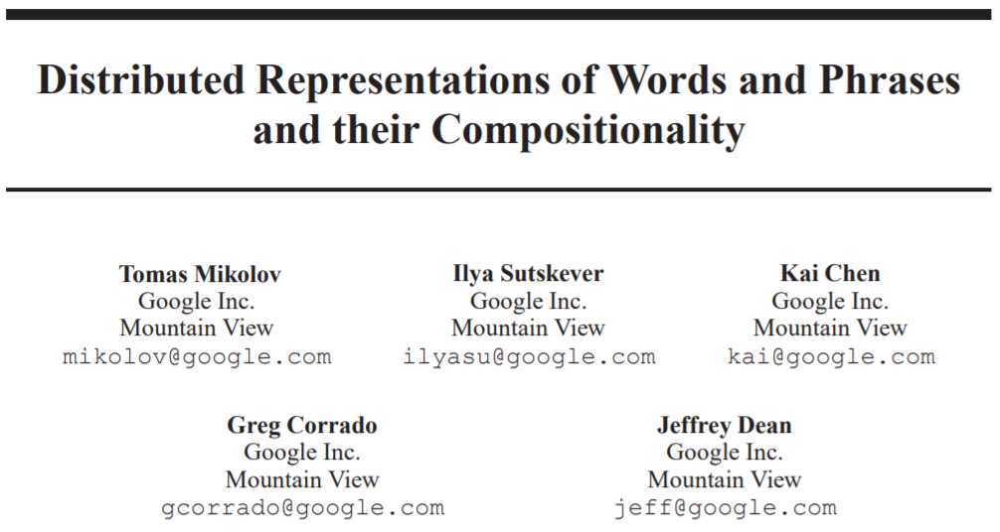 Distributed Representations of Words and Phrases
and their Compositionality
Tomas Mikolov
Google Inc.
Mountain View
mikolov@google.com
Ilya Sutskever
Google Inc.
Mountain View
ilyasu@google.com
Kai Chen
Google Inc.
Mountain View
kai@google.com
Greg Corrado
Google Inc.
Mountain View
gcorrado@google.com
Jeffrey Dean
Google Inc.
Mountain View
jeff@google.com